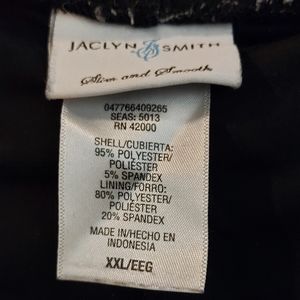 JACLYN JS SMITH
Slim and Smooth
047766409265
SEAS: 5013
RN 42000
SHELL/CUBIERTA:
95% POLYESTER/
POLIÉSTER
5% SPANDEX
LINING/FORRO:
80% POLYESTER/
POLIÉSTER
20% SPANDEX
MADE IN/HECHO EN
INDONESIA
XXL/EEG